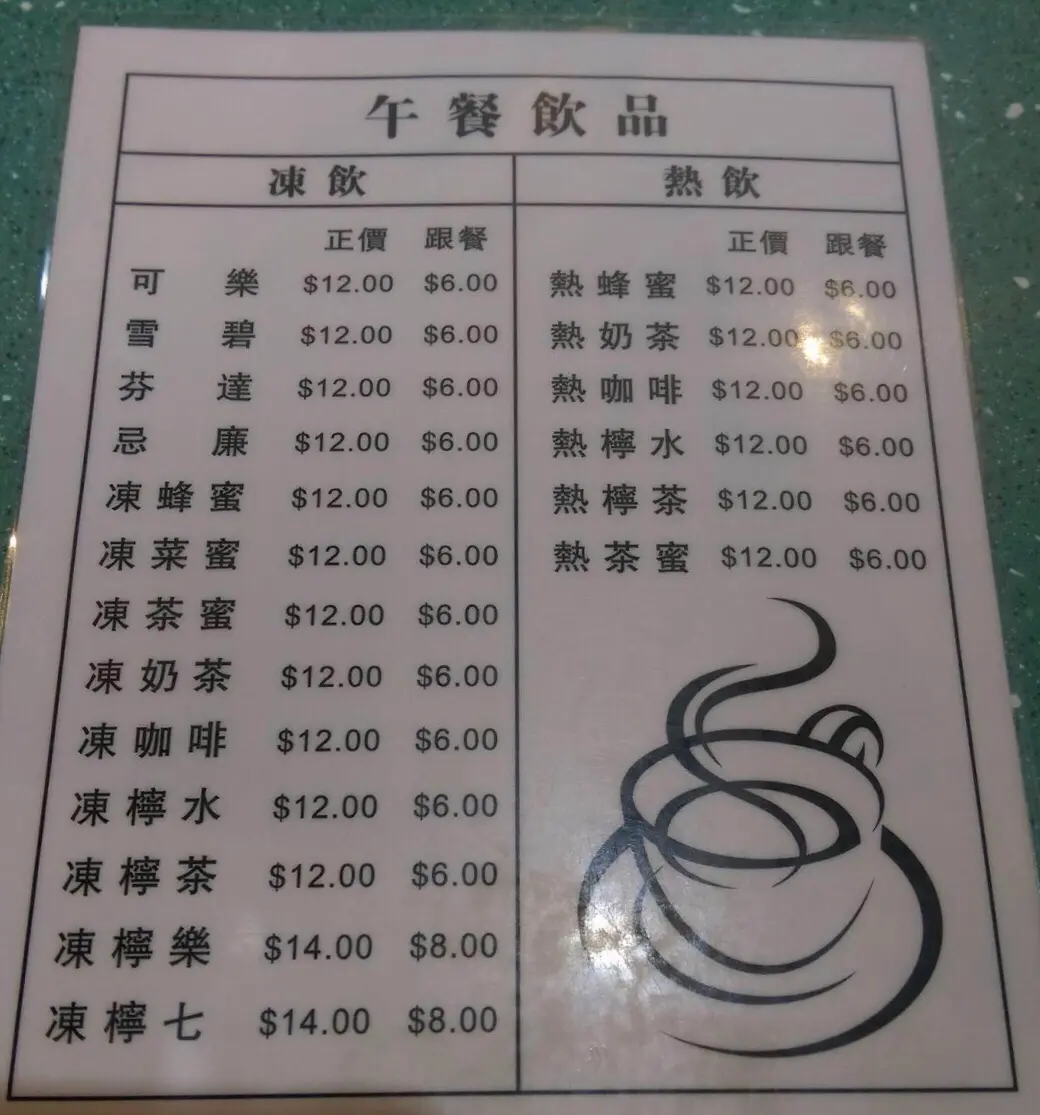 午餐飲品
凍飲
正價 跟餐
可樂 $12.00 $6.00
雪碧 $12.00 $6.00
芬達 $12.00 $6.00
忌廉 $12.00 $6.00
凍蜂蜜 $12.00 $6.00
凍菜蜜 $12.00 $6.00
凍茶蜜 $12.00 $6.00
凍奶茶 $12.00 $6.00
凍咖啡 $12.00 $6.00
凍檸水 $12.00 $6.00
凍檸茶 $12.00 $6.00
凍檸樂 $14.00 $8.00
凍檸七 $14.00 $8.00
熱飲
正價 跟餐
熱蜂蜜 $12.00 $6.00
熱奶茶 $12.00 $6.00
熱咖啡 $12.00 $6.00
熱檸水 $12.00 $6.00
熱檸茶 $12.00 $6.00
熱茶蜜 $12.00 $6.00